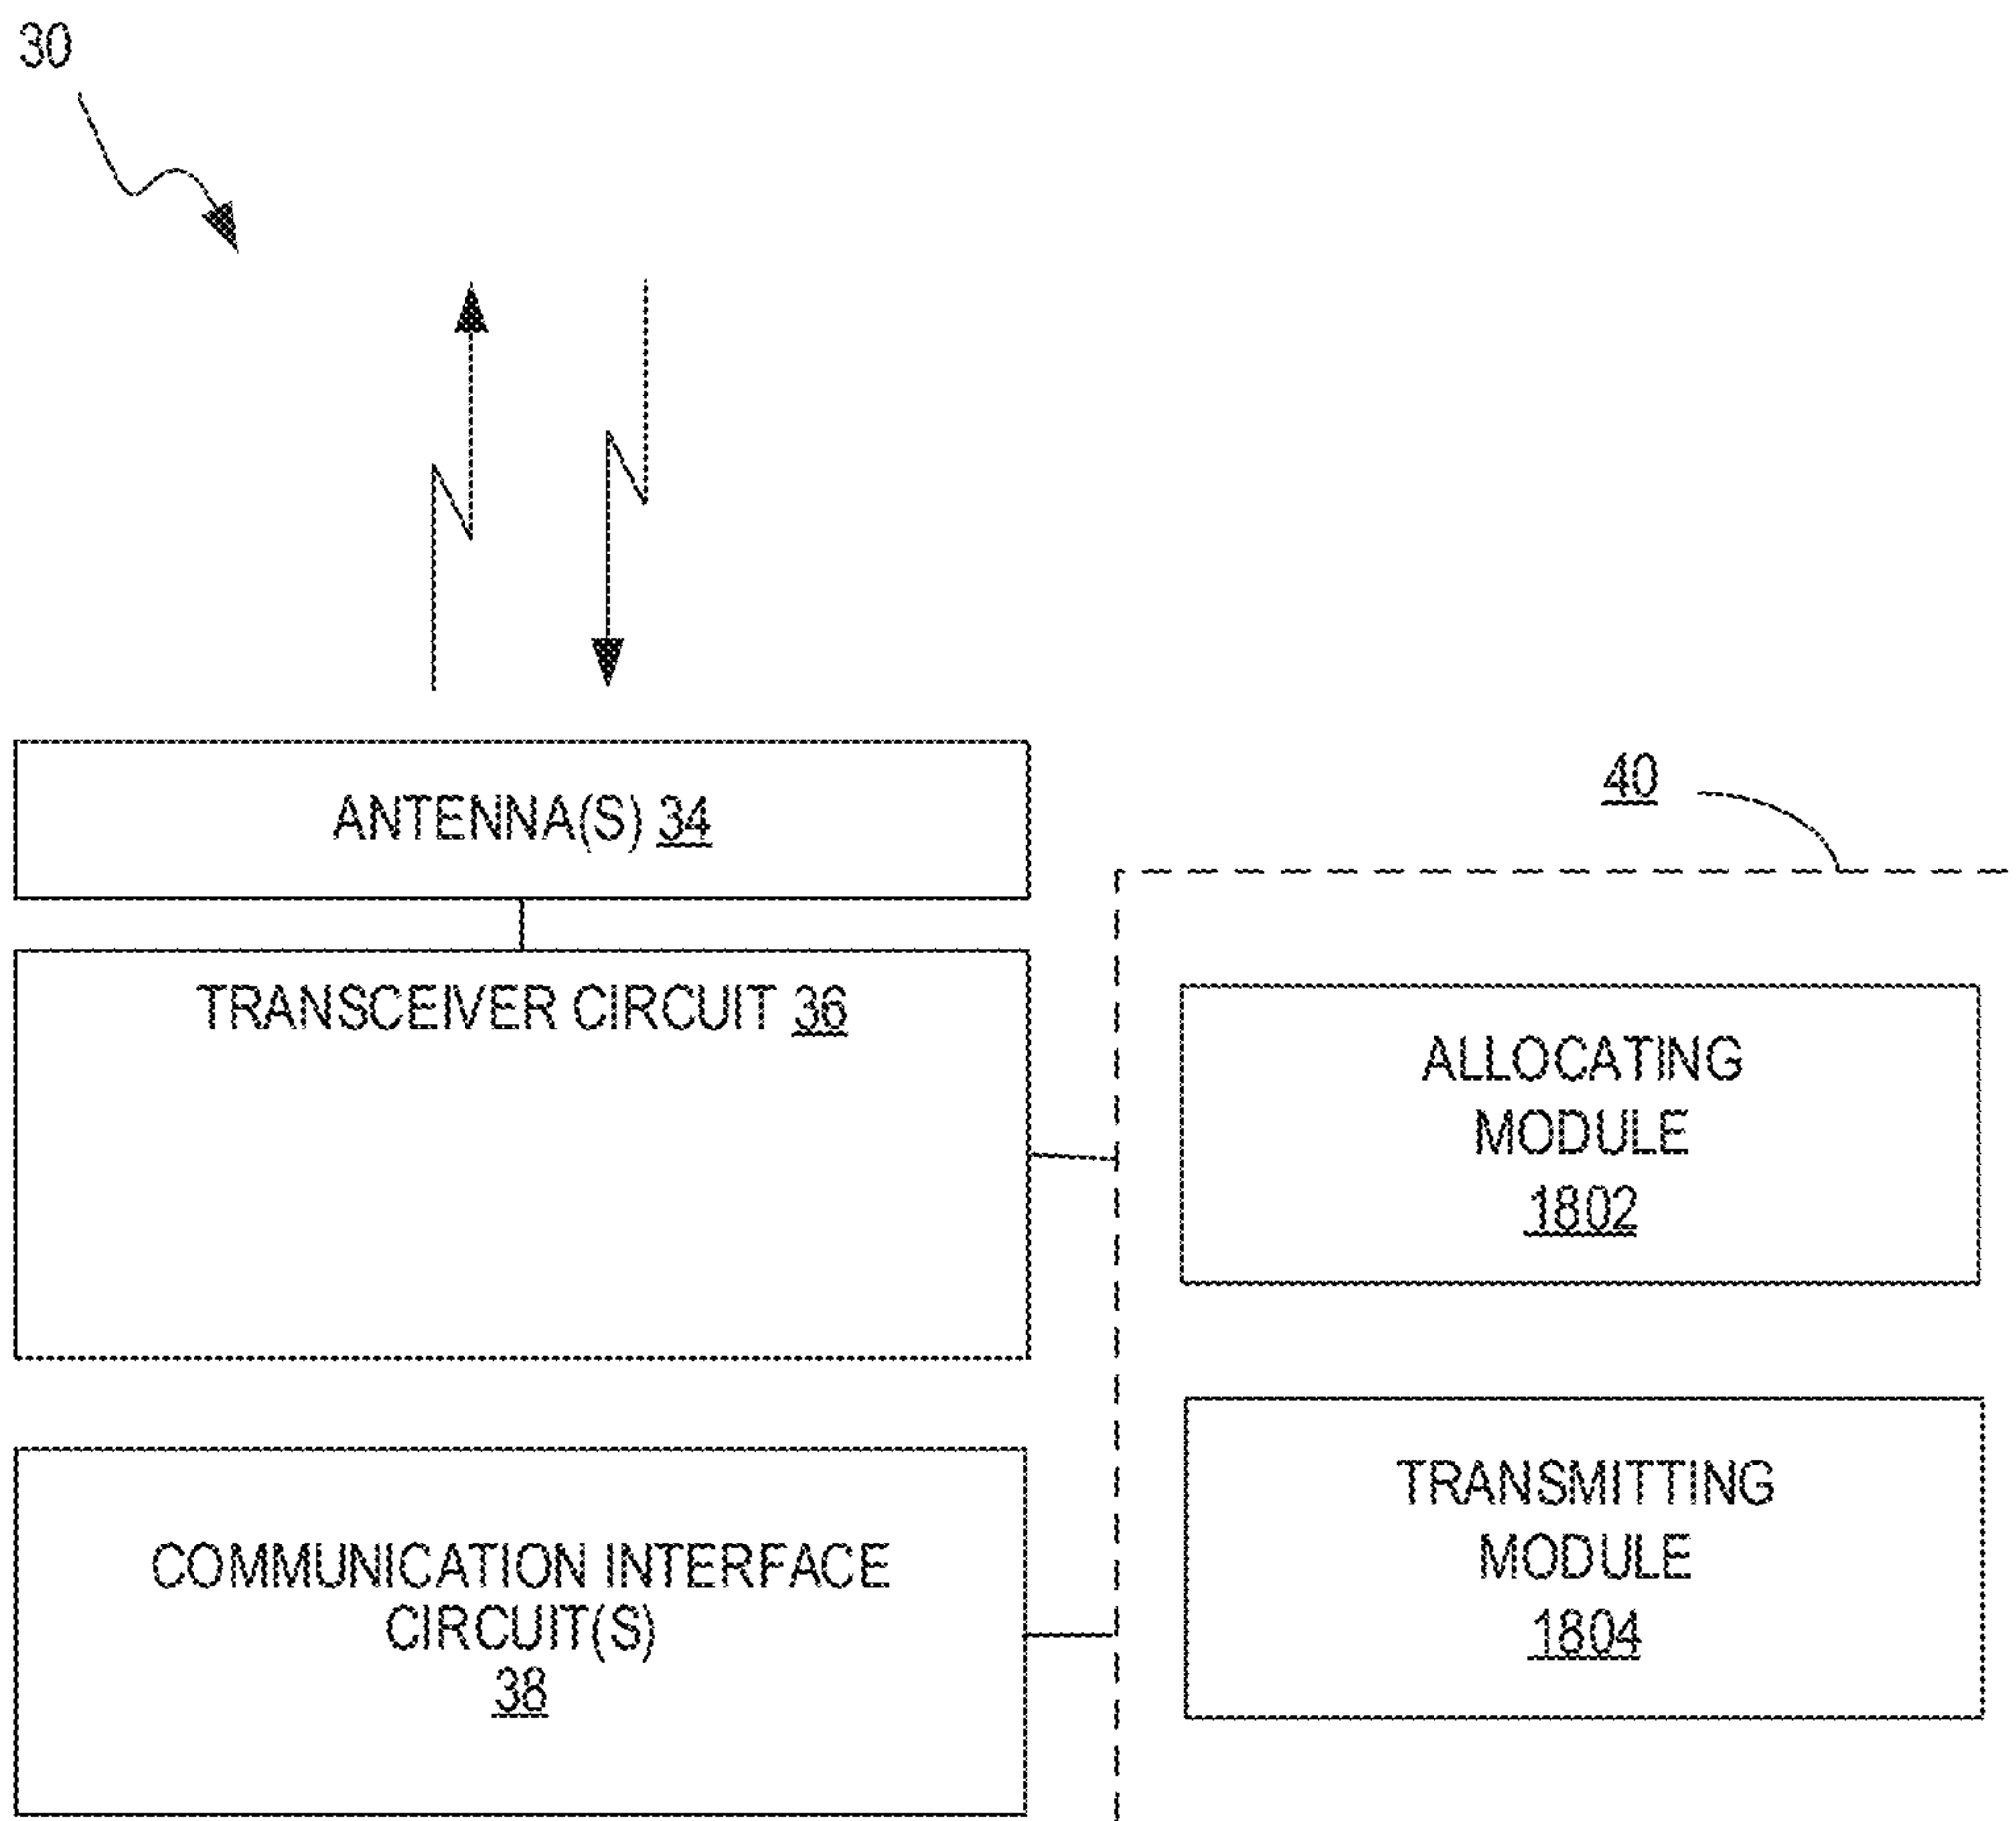 30
ANTENNA(S) 34
40
TRANSCEIVER CIRCUIT 36
ALLOCATING
MODULE
1802
COMMUNICATION INTERFACE
CIRCUIT(S)
38
TRANSMITTING
MODULE
1804